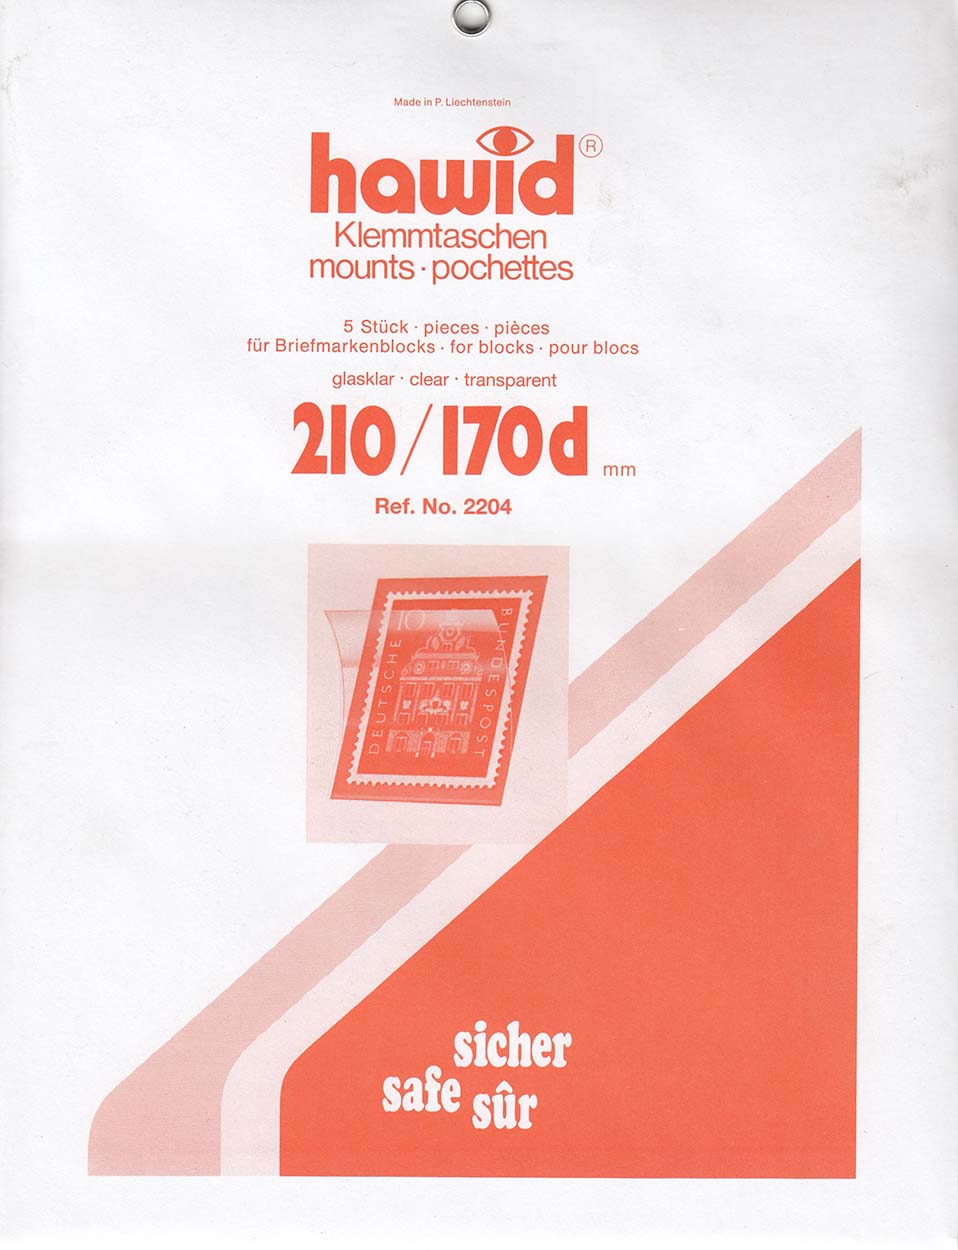 Made in P. Liechtenstein
hawid®
Klemmtaschen
mounts · pochettes
5 Stück · pieces · pièces
für Briefmarkenblocks · for blocks · pour blocs
glasklar · clear · transparent
210/170d mm
Ref. No. 2204
10
DEUTSCHE
BUNDESPOST
sicher
safe
sûr